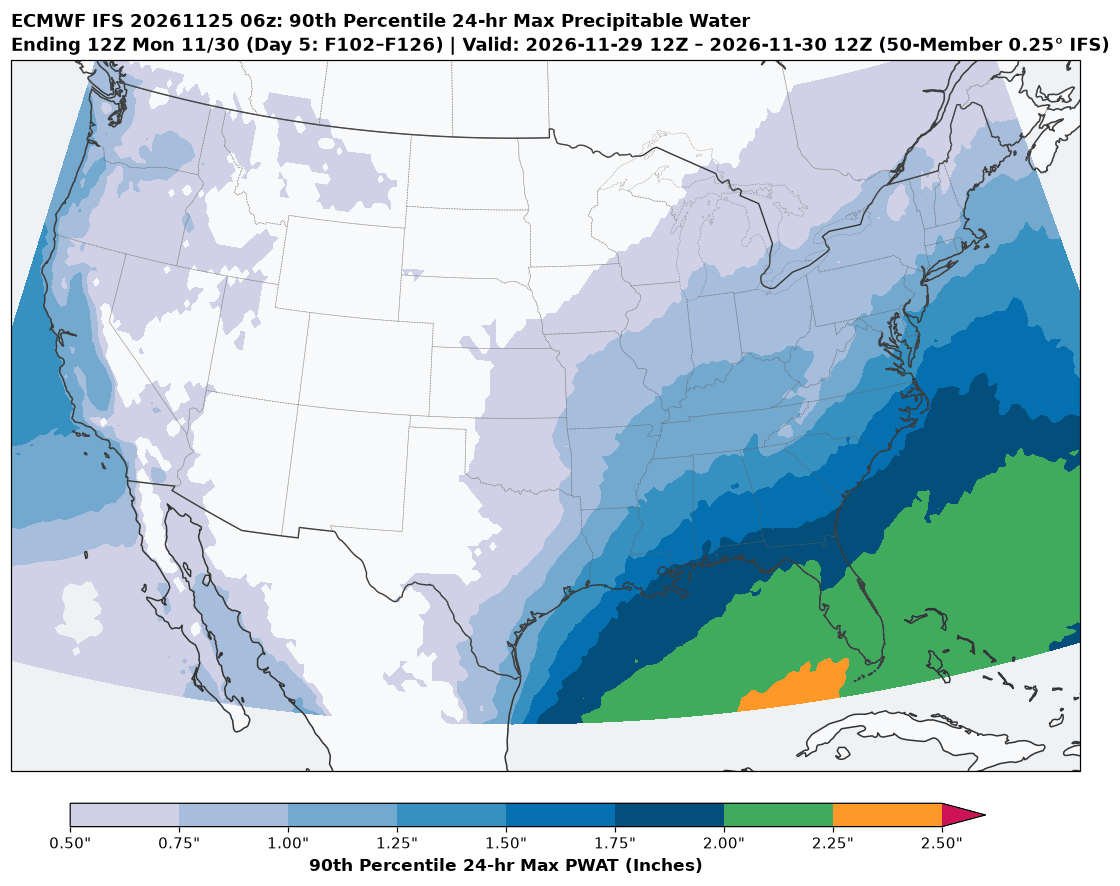 ECMWF IFS 20261125 06z: 90th Percentile 24-hr Max Precipitable Water
Ending 12Z Mon 11/30 (Day 5: F102–F126) | Valid: 2026-11-29 12Z – 2026-11-30 12Z (50-Member 0.25° IFS)
0.50" 0.75" 1.00" 1.25" 1.50" 1.75" 2.00" 2.25" 2.50"
90th Percentile 24-hr Max PWAT (Inches)